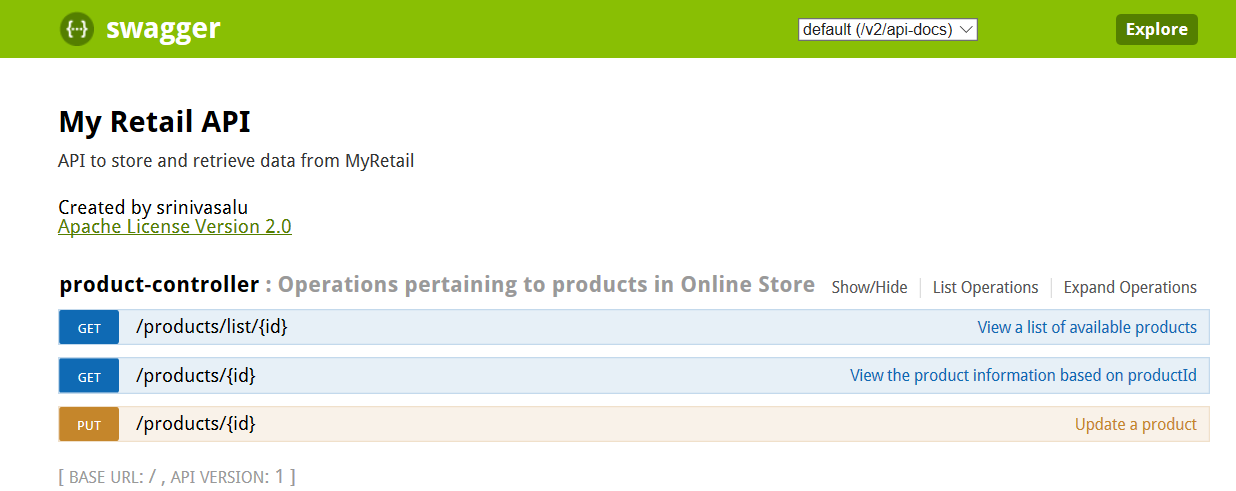 {···} swagger default (/v2/api-docs) Explore
My Retail API
API to store and retrieve data from MyRetail
Created by srinivasalu
Apache License Version 2.0
product-controller : Operations pertaining to products in Online Store Show/Hide List Operations Expand Operations
GET /products/list/{id} View a list of available products
GET /products/{id} View the product information based on productId
PUT /products/{id} Update a product
[ BASE URL: / , API VERSION: 1 ]